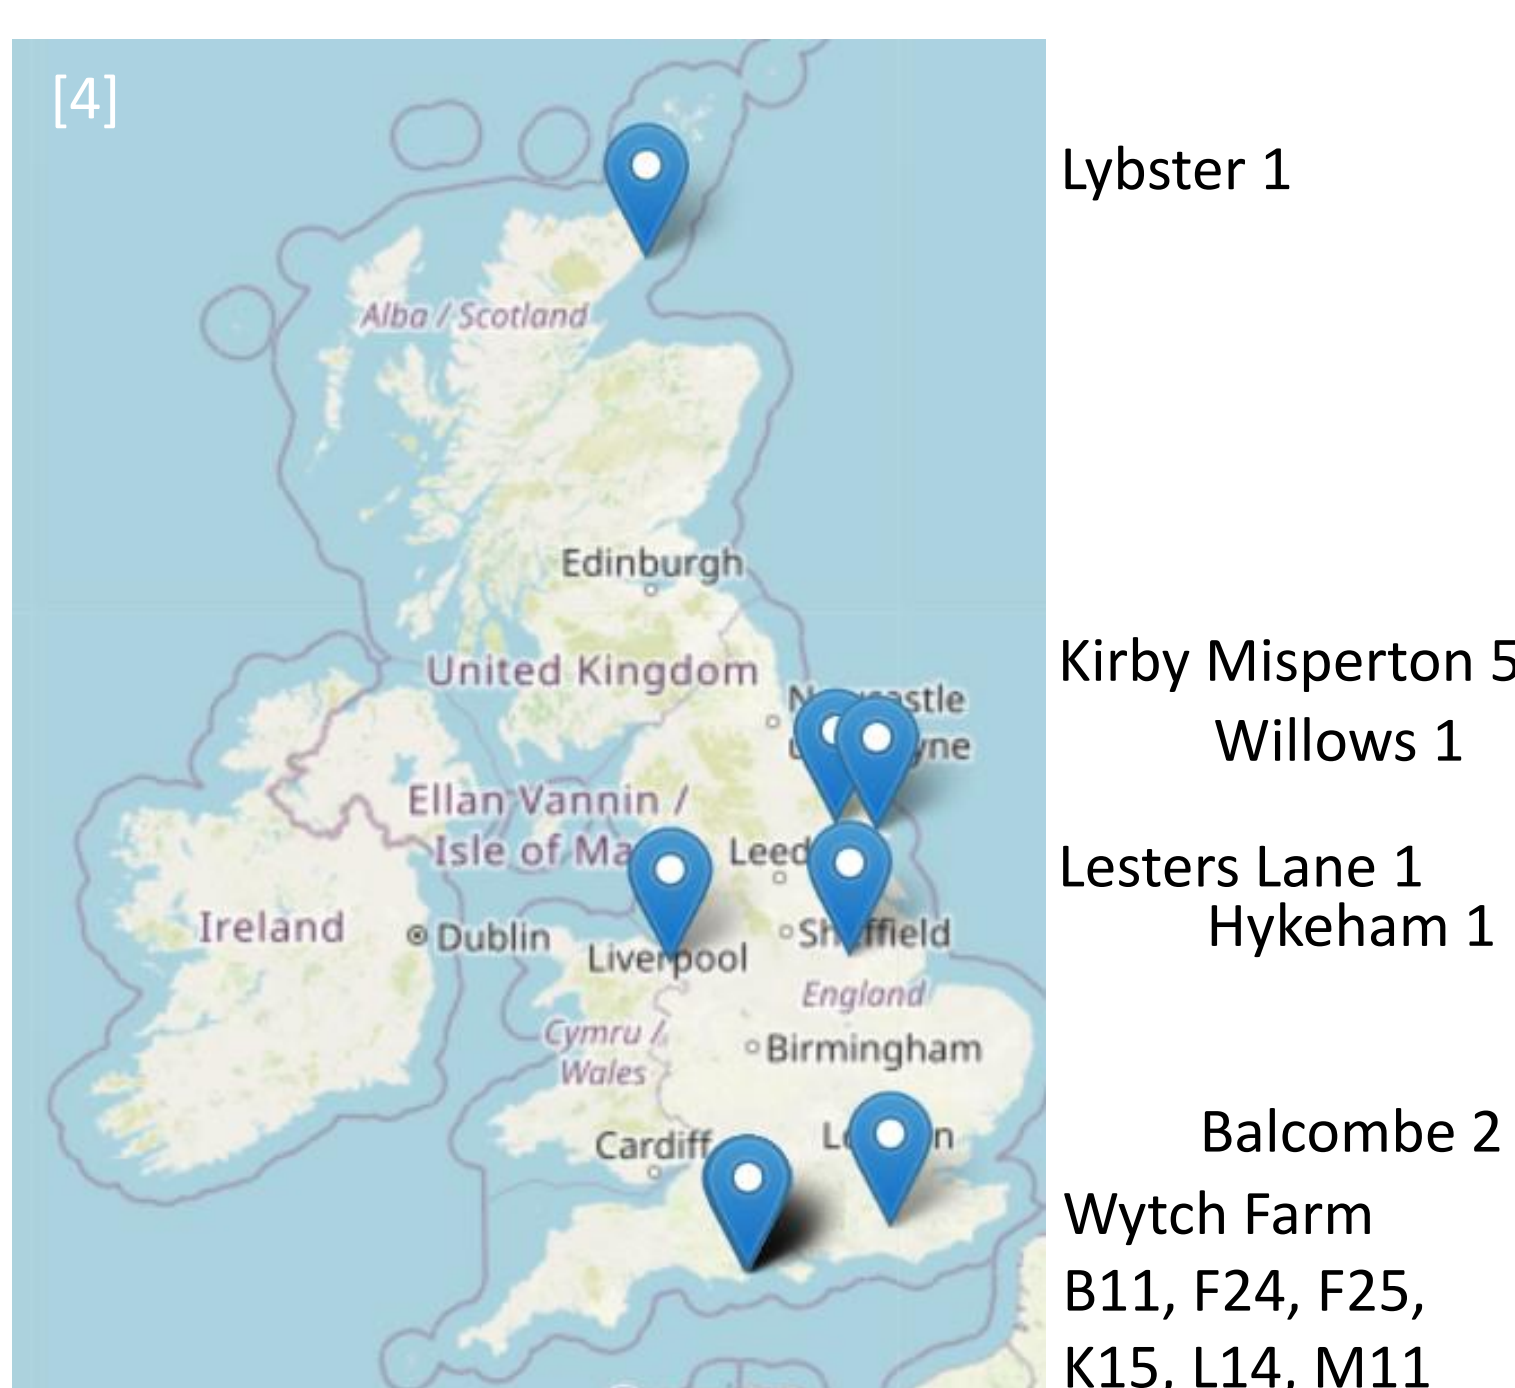 [4]
Lybster 1
Alba / Scotland
Edinburgh
Kirby Misperton 5
United Kingdom
Willows 1
Ellan Vannin /
Isle of
Lesters Lane 1
Ireland
Dublin
Hykeham 1
Liverpool
England
Cymru /
Wales
Birmingham
Balcombe 2
Cardiff
Wytch Farm
B11, F24, F25,
K15, L14, M11